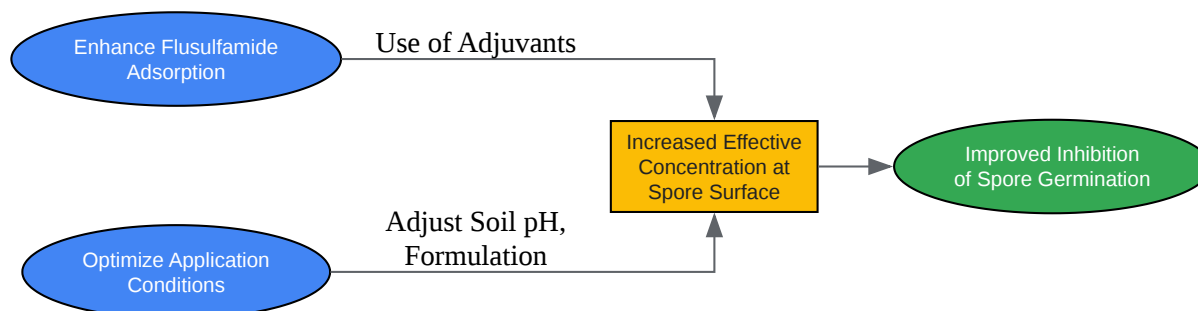 Enhance Flusulfamide
Adsorption
Use of Adjuvants
Increased Effective
Concentration at
Spore Surface
Improved Inhibition
of Spore Germination
Adjust Soil pH,
Formulation
Optimize Application
Conditions